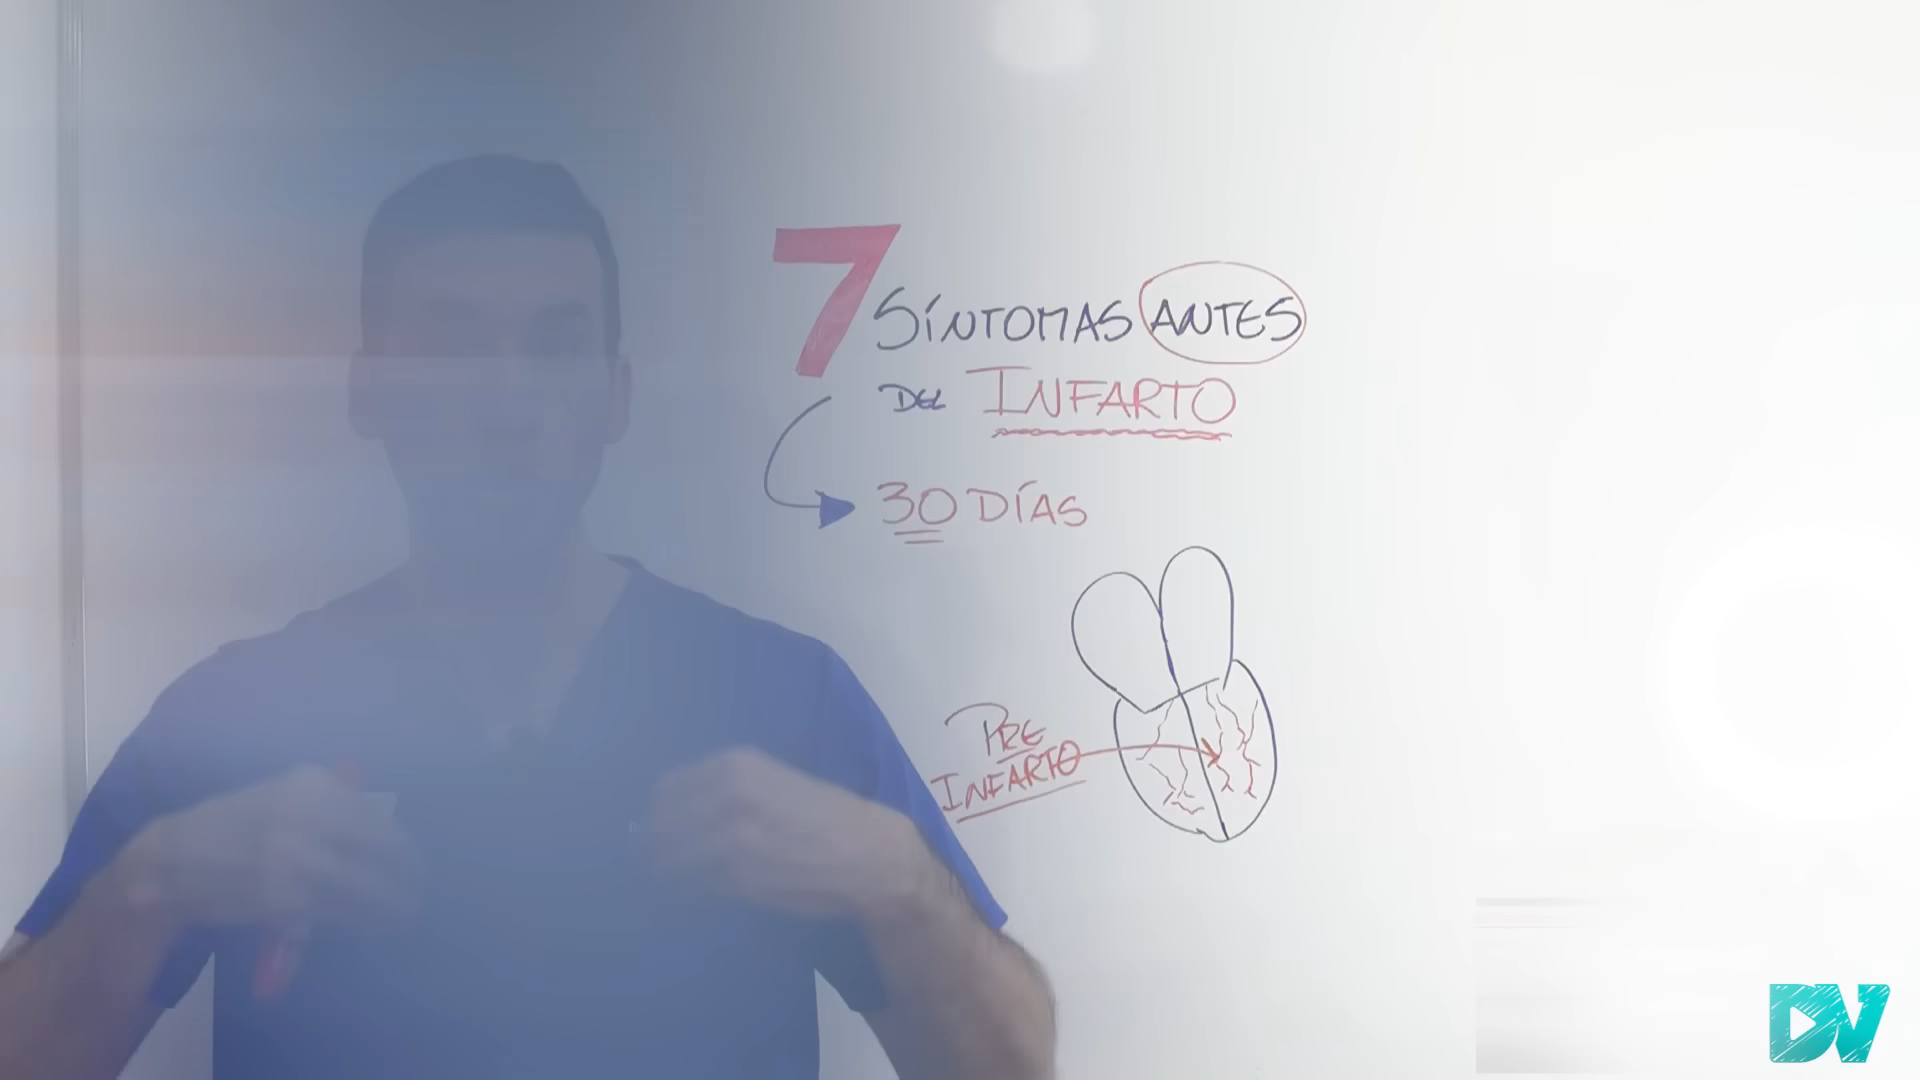 7 SÍNTOMAS ANTES
DEL INFARTO
30 DÍAS
PRE
INFARTO
DV